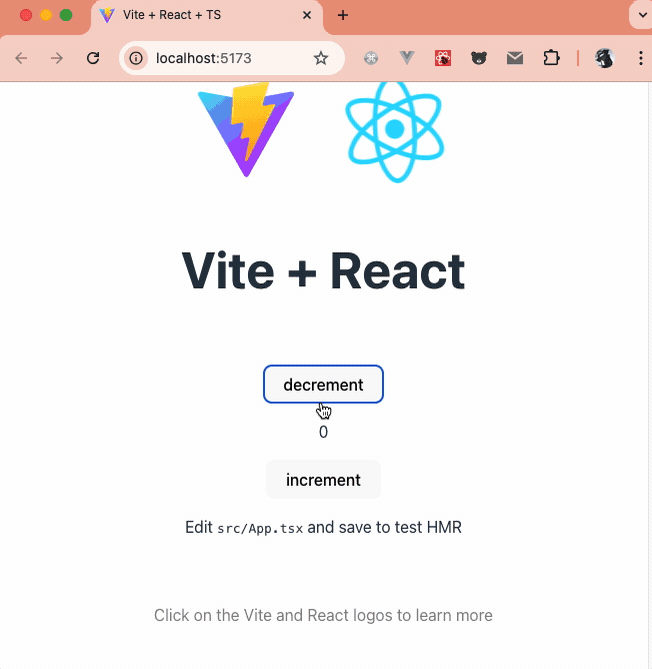 Vite + React + TS
localhost:5173
Vite + React
decrement
0
increment
Edit src/App.tsx and save to test HMR
Click on the Vite and React logos to learn more